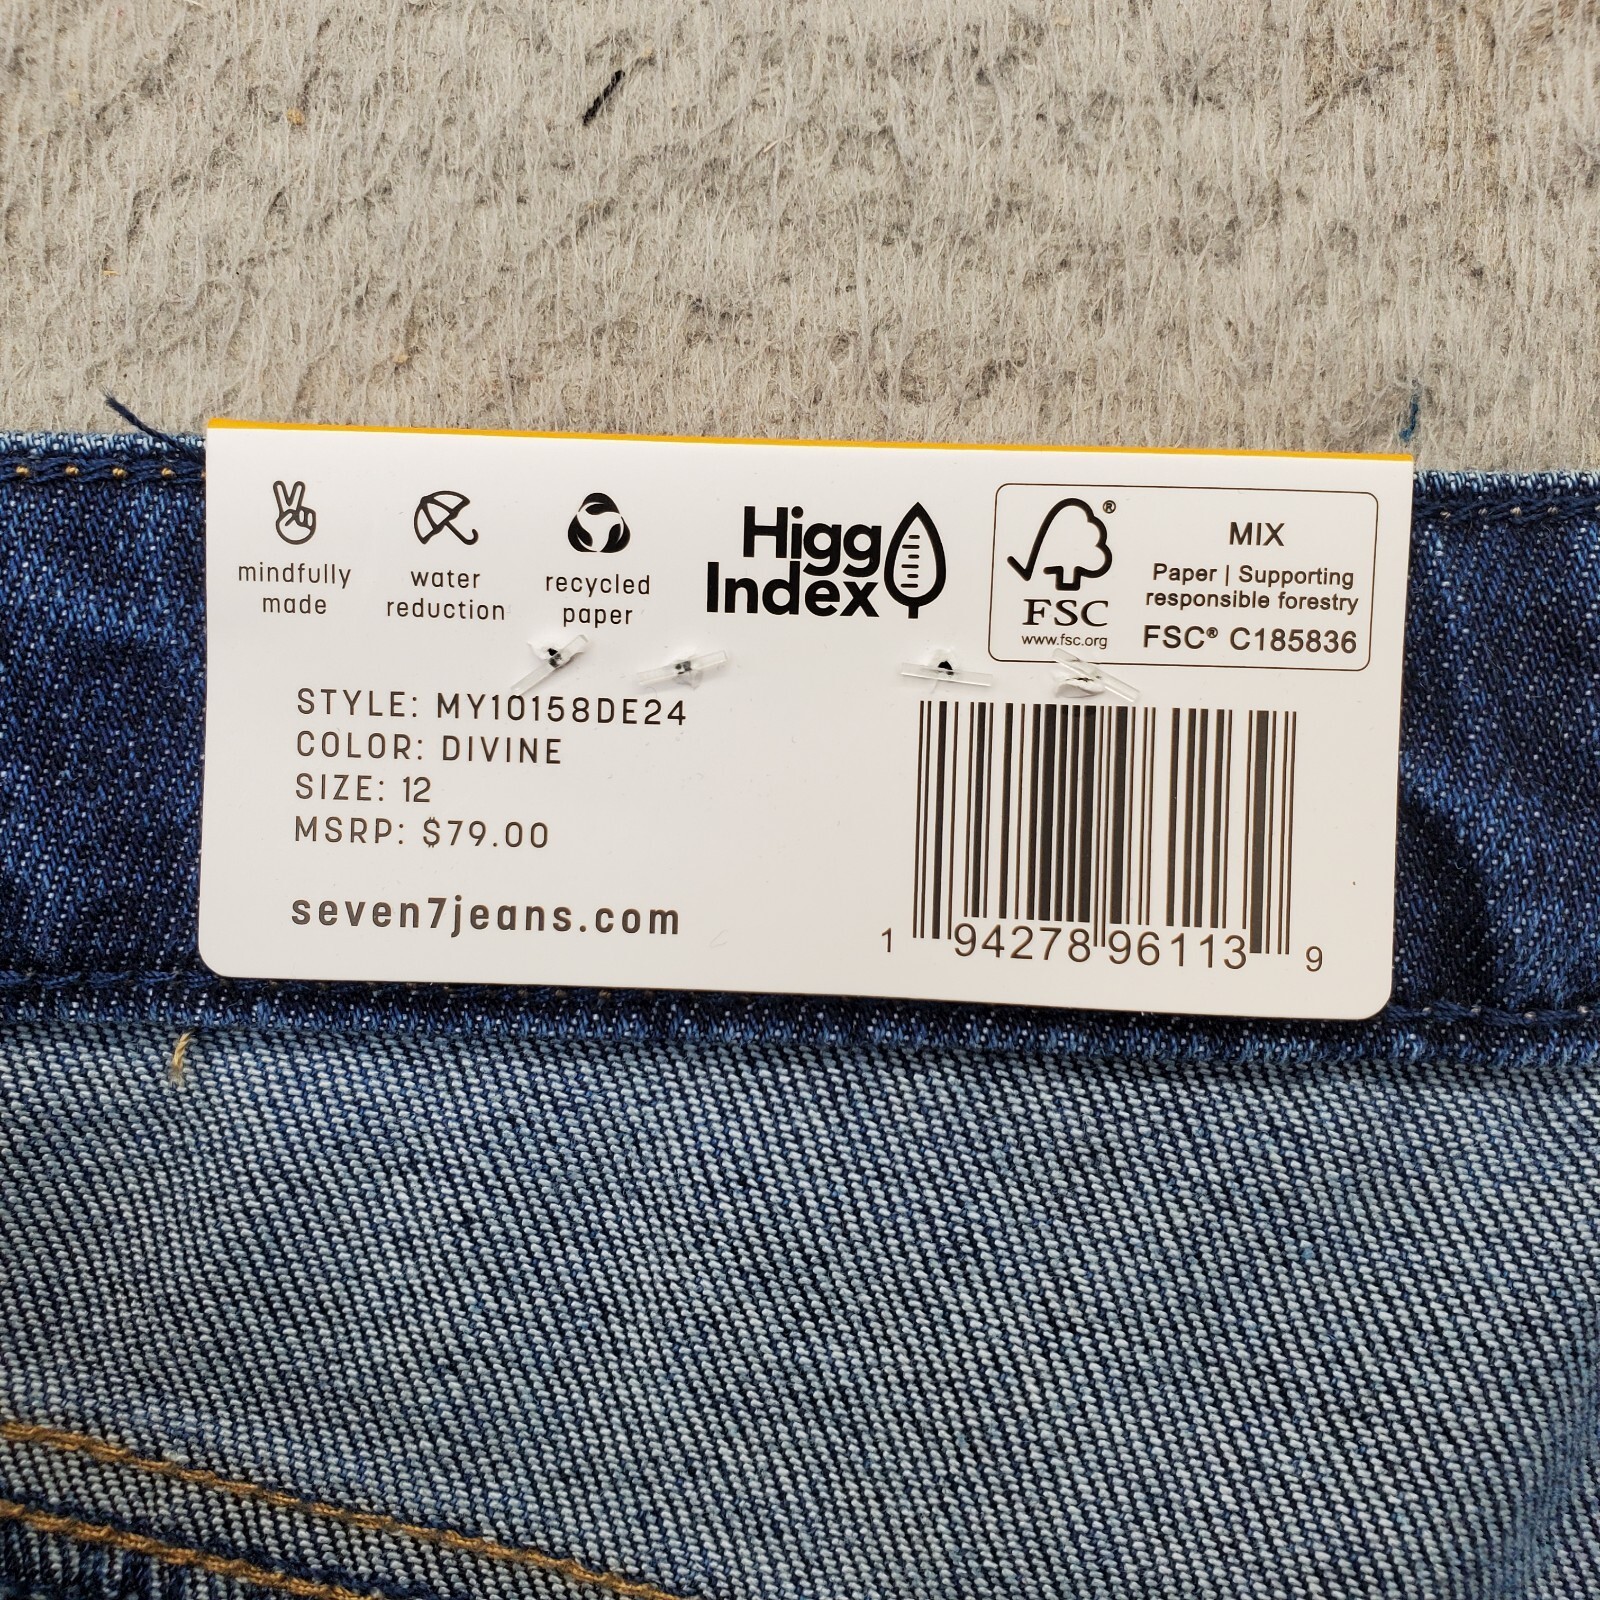 mindfully
made
water
reduction
recycled
paper
Higg
Index
®
FSC
www.fsc.org
MIX
Paper | Supporting
responsible forestry
FSC® C185836
STYLE: MY10158DE24
COLOR: DIVINE
SIZE: 12
MSRP: $79.00
seven7jeans.com
1 94278 96113 9